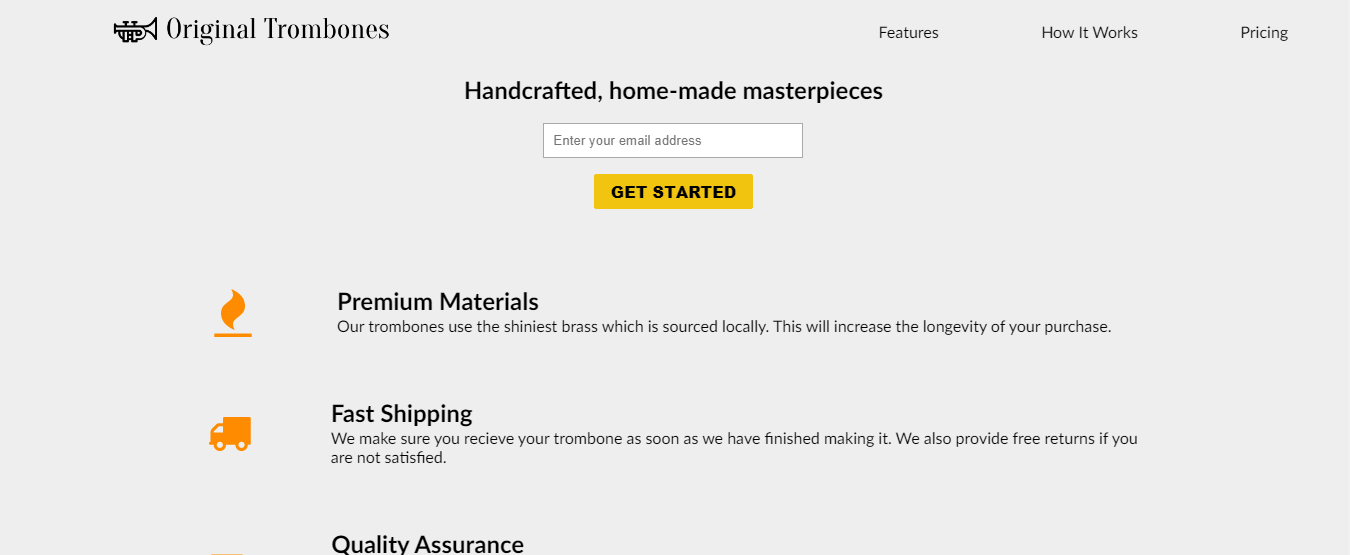 Original Trombones
Features
How It Works
Pricing
Handcrafted, home-made masterpieces
Enter your email address
GET STARTED
Premium Materials
Our trombones use the shiniest brass which is sourced locally. This will increase the longevity of your purchase.
Fast Shipping
We make sure you recieve your trombone as soon as we have finished making it. We also provide free returns if you
are not satisfied.
Quality Assurance